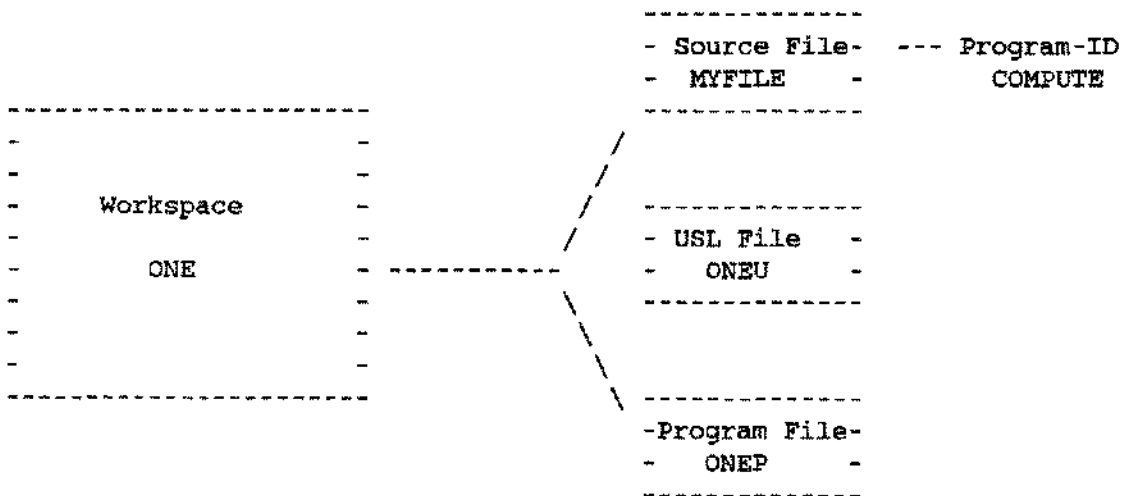 Source File --- Program-ID
MYFILE COMPUTE
Workspace
USL File
ONE
ONEU
Program File
ONEP